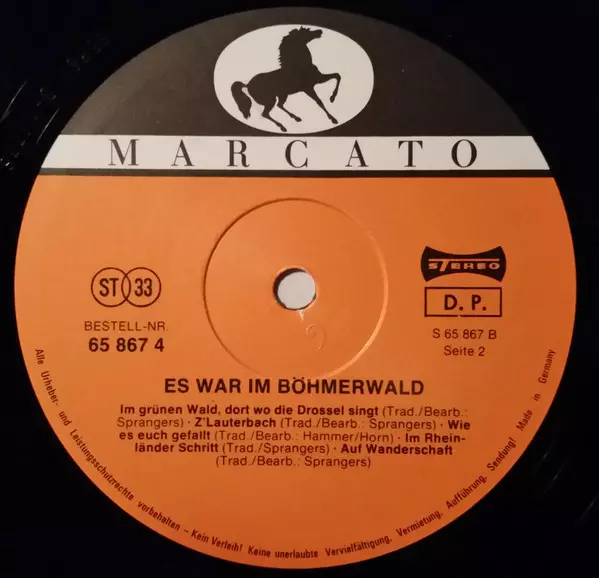 MARCATO
ST 33
STEREO
D. P.
BESTELL-NR.
65 867 4
S 65 867 B
Seite 2
ES WAR IM BÖHMERWALD
Im grünen Wald, dort wo die Drossel singt (Trad./Bearb.:
Sprangers) · Z'Lauterbach (Trad./Bearb.: Sprangers) · Wie
es euch gefallt (Trad./Bearb.: Hammer/Horn) · Im Rhein-
länder Schritt (Trad./Sprangers) · Auf Wanderschaft
(Trad./Bearb.: Sprangers)
Alle Urheber- und Leistungsschutzrechte vorbehalten – Kein Verleih! Keine unerlaubte Vervielfältigung, Vermietung, Aufführung, Sendung! Made in Germany